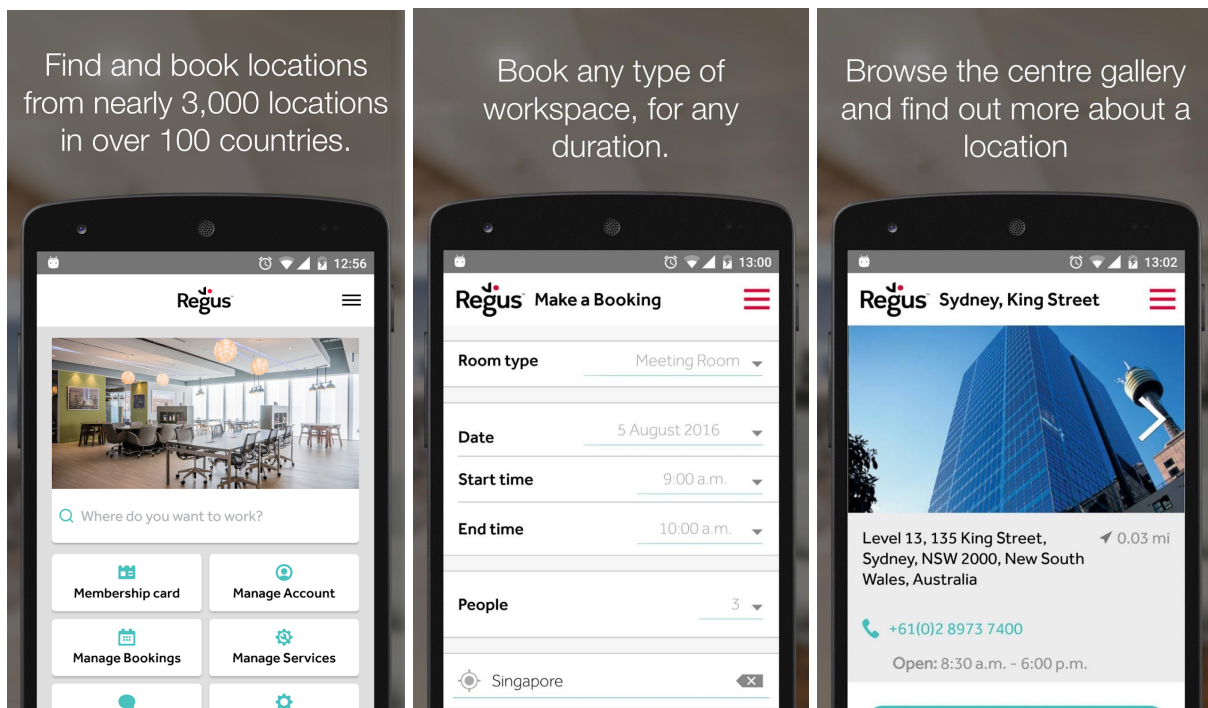 Find and book locations
from nearly 3,000 locations
in over 100 countries.
12:56
Regus
Where do you want to work?
Membership card
Manage Account
Manage Bookings
Manage Services
Book any type of
workspace, for any
duration.
13:00
Regus Make a Booking
Room type Meeting Room
Date 5 August 2016
Start time 9:00 a.m.
End time 10:00 a.m.
People 3
Singapore
Browse the centre gallery
and find out more about a
location
13:02
Regus Sydney, King Street
Level 13, 135 King Street, 0.03 mi
Sydney, NSW 2000, New South
Wales, Australia
+61(0)2 8973 7400
Open: 8:30 a.m. - 6:00 p.m.